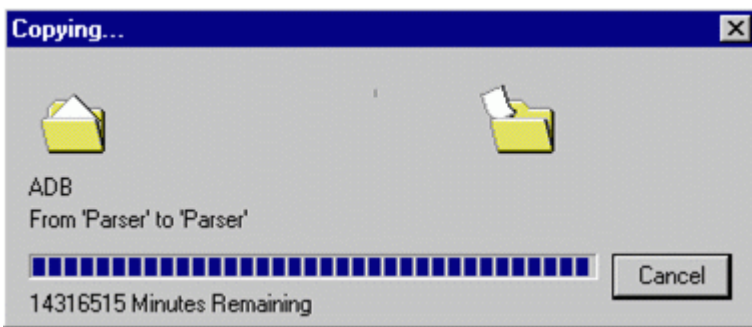 Copying...
ADB
From 'Parser' to 'Parser'
Cancel
14316515 Minutes Remaining